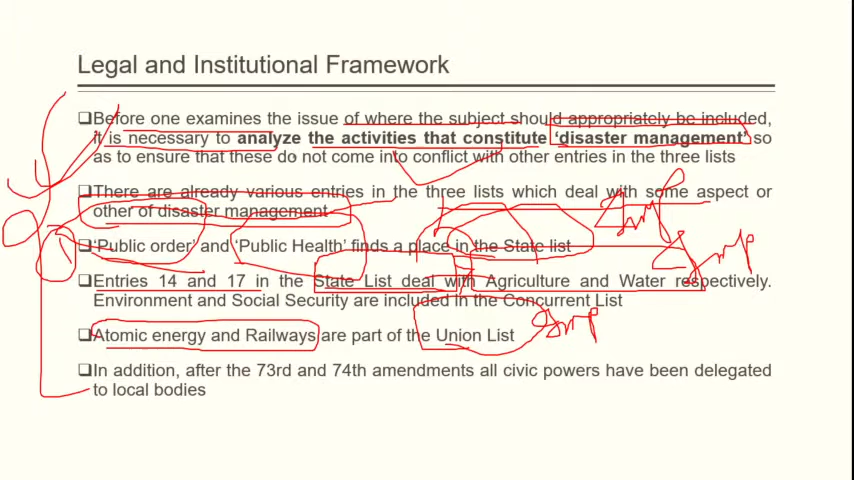 Legal and Institutional Framework
❑Before one examines the issue of where the subject should appropriately be included,
it is necessary to analyze the activities that constitute ‘disaster management’ so
as to ensure that these do not come into conflict with other entries in the three lists
❑There are already various entries in the three lists which deal with some aspect or
other of disaster management
❑‘Public order’ and ‘Public Health’ finds a place in the State list
❑Entries 14 and 17 in the State List deal with Agriculture and Water respectively.
Environment and Social Security are included in the Concurrent List
❑Atomic energy and Railways are part of the Union List
❑In addition, after the 73rd and 74th amendments all civic powers have been delegated
to local bodies